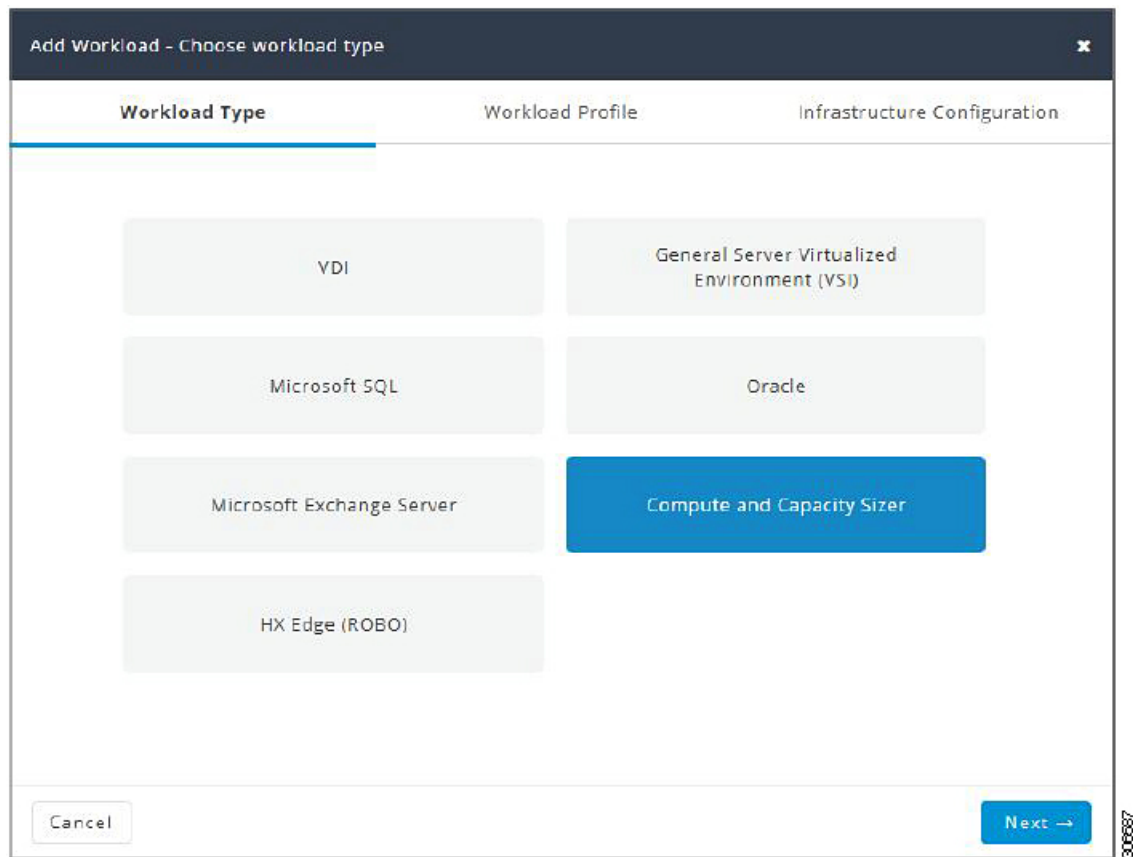 Add Workload - Choose workload type
Workload Type
Workload Profile
Infrastructure Configuration
VDI
General Server Virtualized
Environment (VSI)
Microsoft SQL
Oracle
Microsoft Exchange Server
Compute and Capacity Sizer
HX Edge (ROBO)
Cancel
Next →
306687